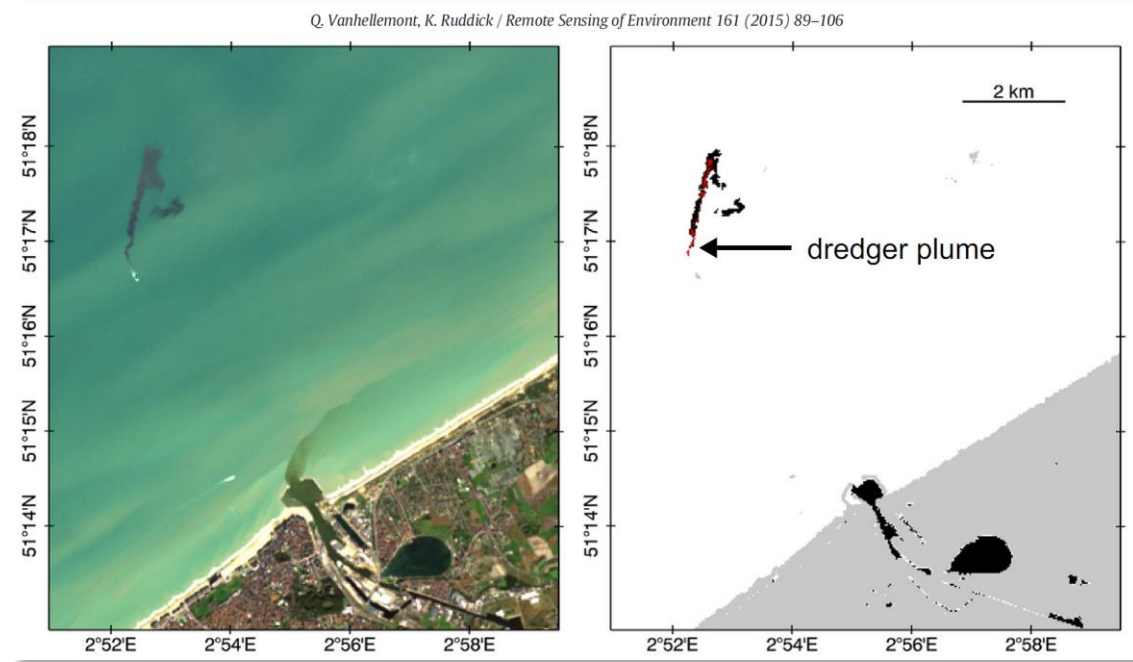 Q. Vanhellemont, K. Ruddick / Remote Sensing of Environment 161 (2015) 89–106
51°18'N
51°17'N
51°16'N
51°15'N
51°14'N
2°52'E 2°54'E 2°56'E 2°58'E
2 km
51°18'N
51°17'N
dredger plume
51°16'N
51°15'N
51°14'N
2°52'E 2°54'E 2°56'E 2°58'E